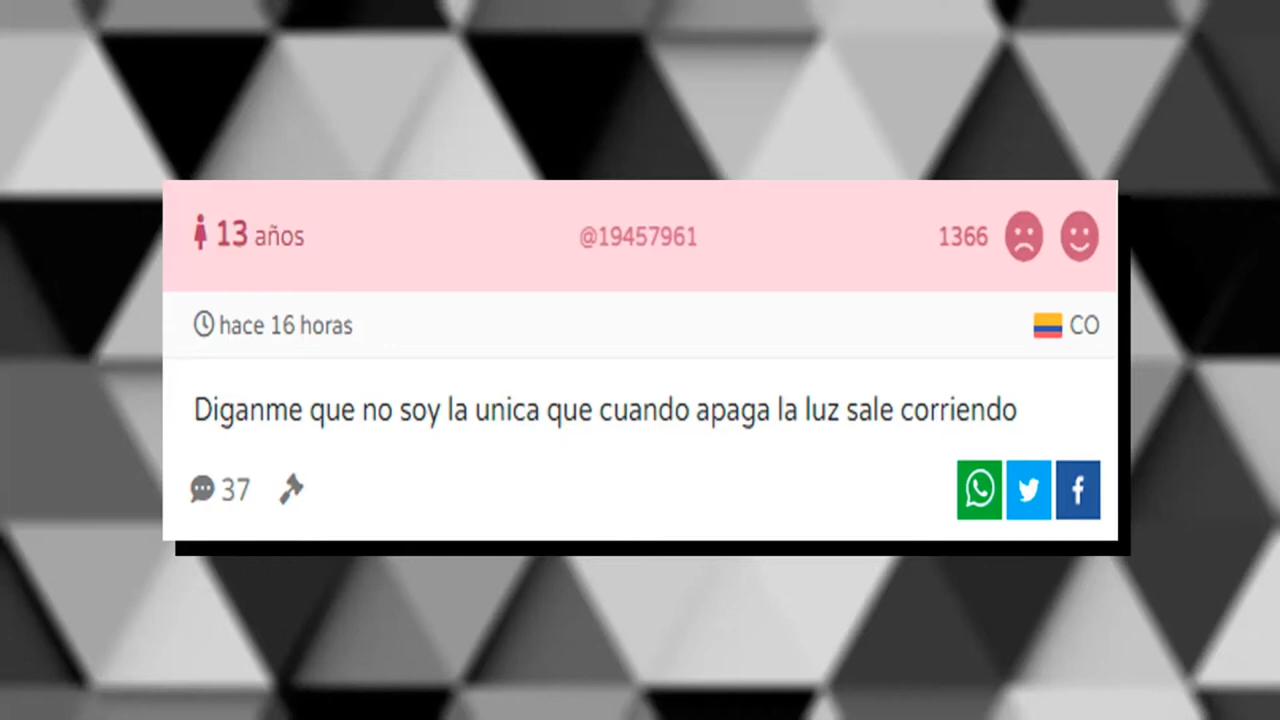 13 años @19457961 1366
hace 16 horas CO
Diganme que no soy la unica que cuando apaga la luz sale corriendo
37